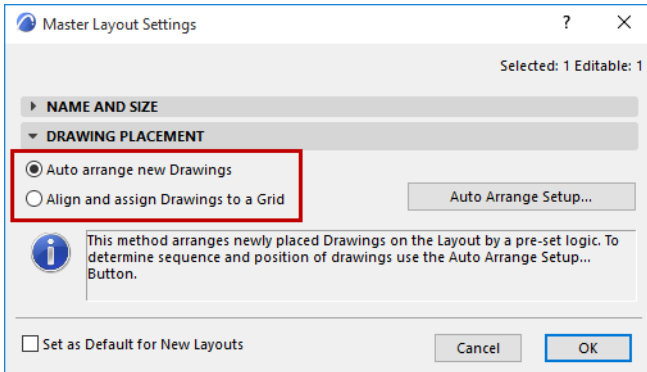 Master Layout Settings
?
Selected: 1 Editable: 1
NAME AND SIZE
DRAWING PLACEMENT
Auto arrange new Drawings
Align and assign Drawings to a Grid
Auto Arrange Setup...
This method arranges newly placed Drawings on the Layout by a pre-set logic. To
determine sequence and position of drawings use the Auto Arrange Setup...
Button.
Set as Default for New Layouts
Cancel
OK